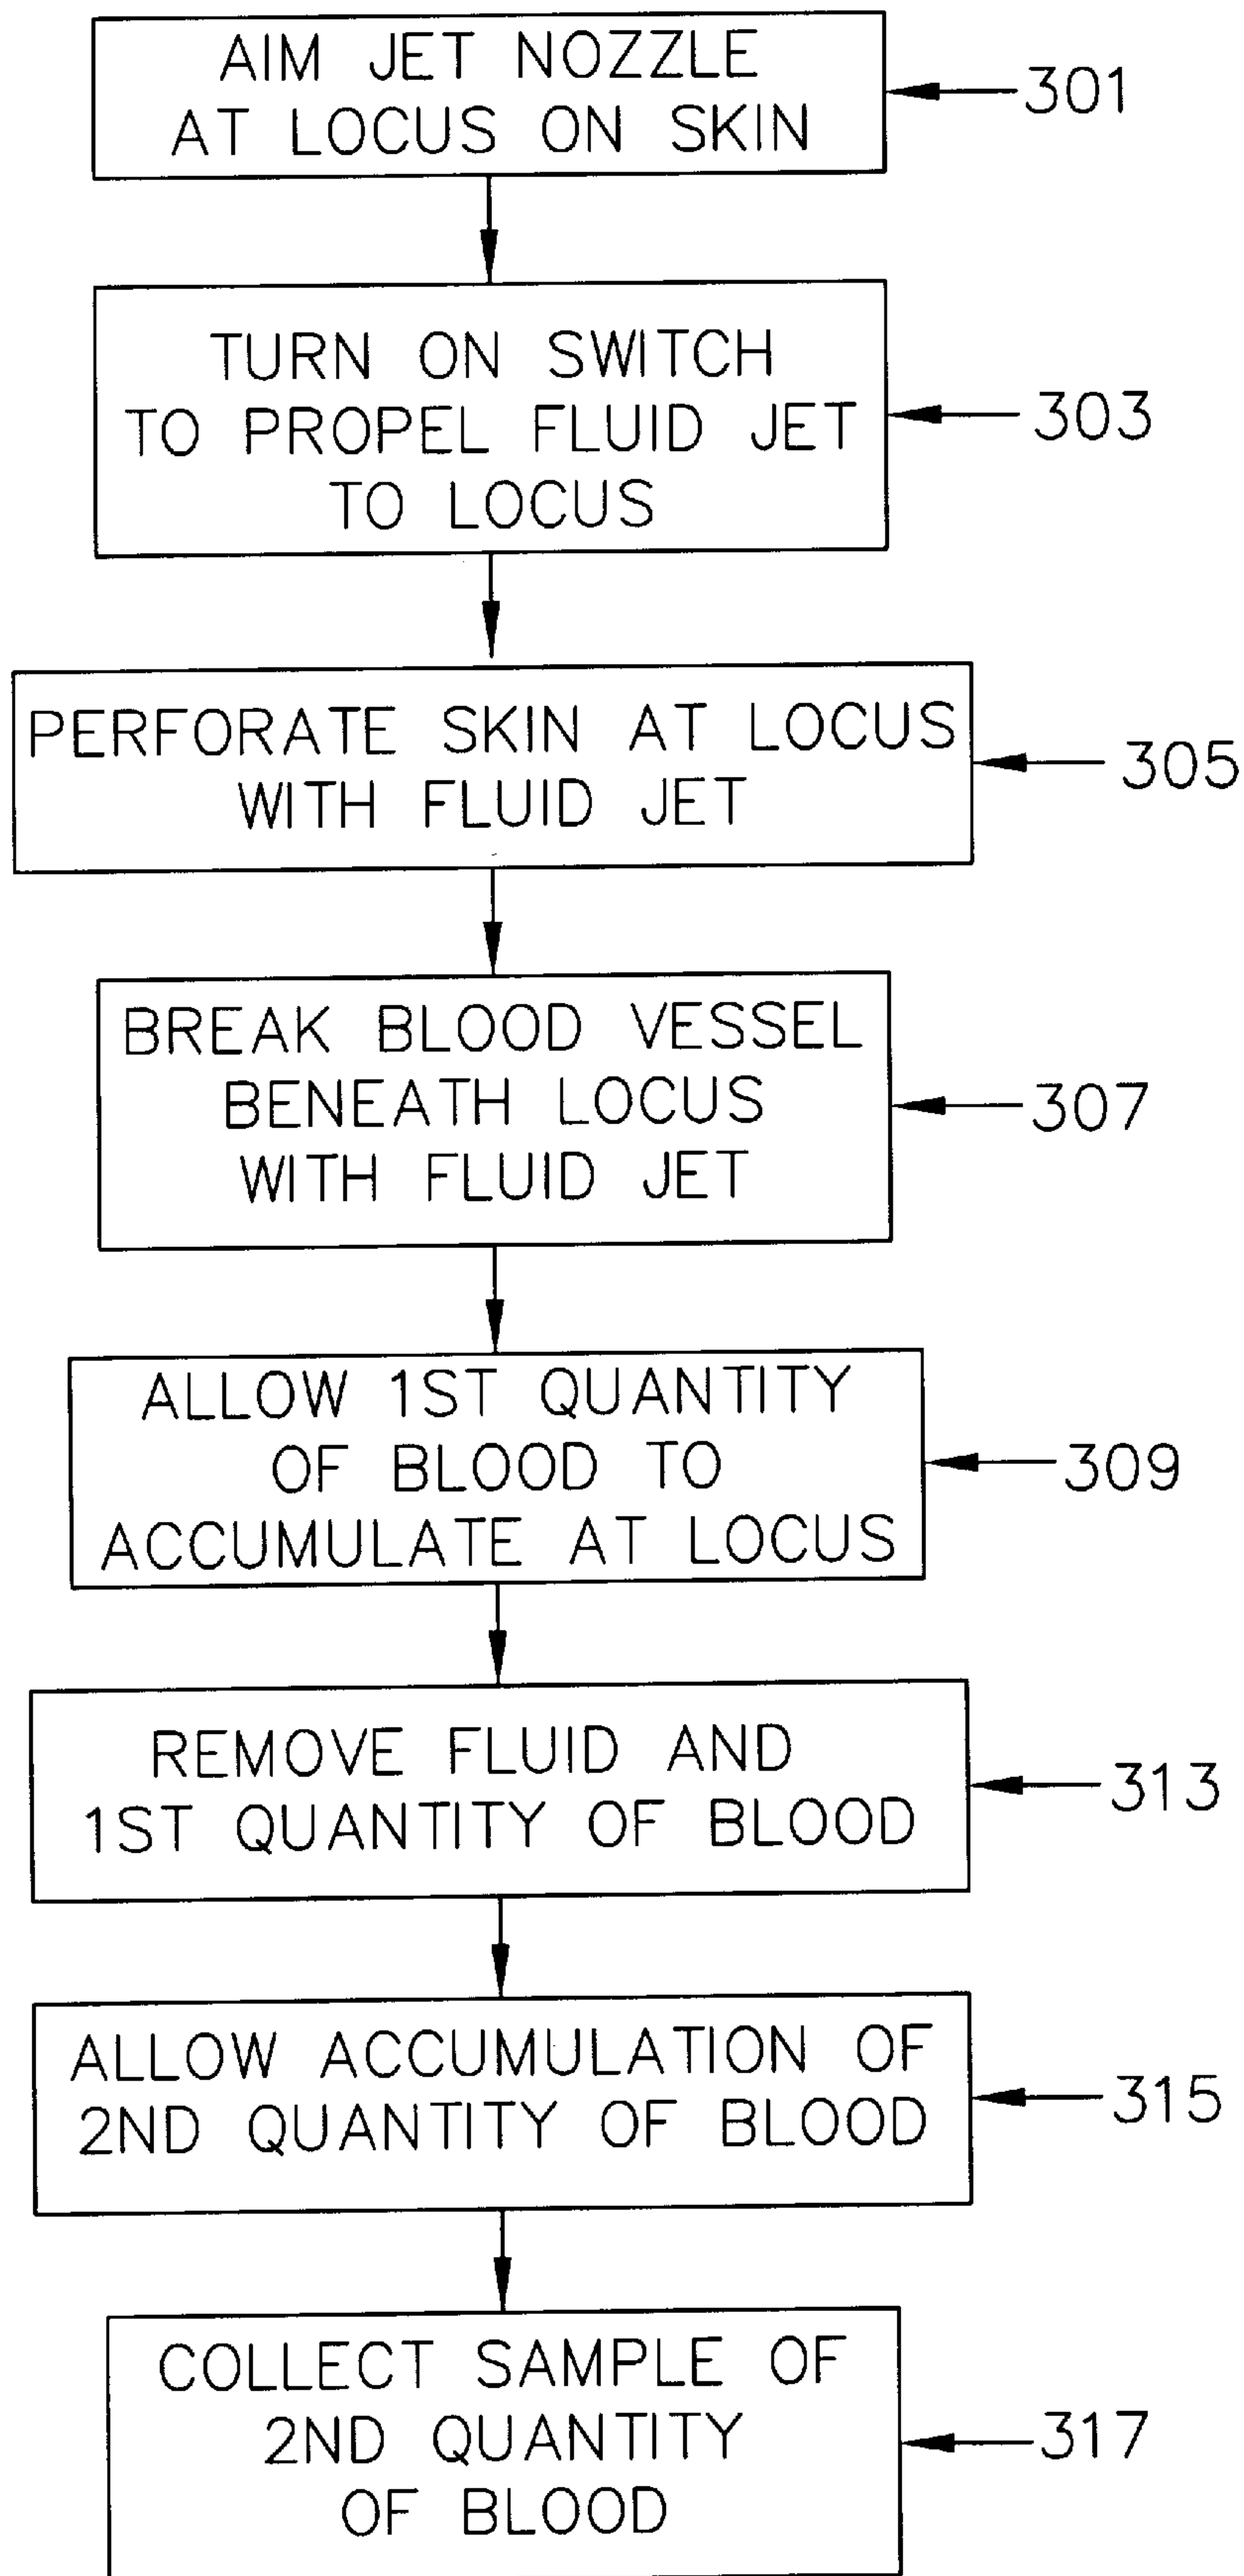 AIM JET NOZZLE
AT LOCUS ON SKIN
301
TURN ON SWITCH
TO PROPEL FLUID JET
TO LOCUS
303
PERFORATE SKIN AT LOCUS
WITH FLUID JET
305
BREAK BLOOD VESSEL
BENEATH LOCUS
WITH FLUID JET
307
ALLOW 1ST QUANTITY
OF BLOOD TO
ACCUMULATE AT LOCUS
309
REMOVE FLUID AND
1ST QUANTITY OF BLOOD
313
ALLOW ACCUMULATION OF
2ND QUANTITY OF BLOOD
315
COLLECT SAMPLE OF
2ND QUANTITY
OF BLOOD
317